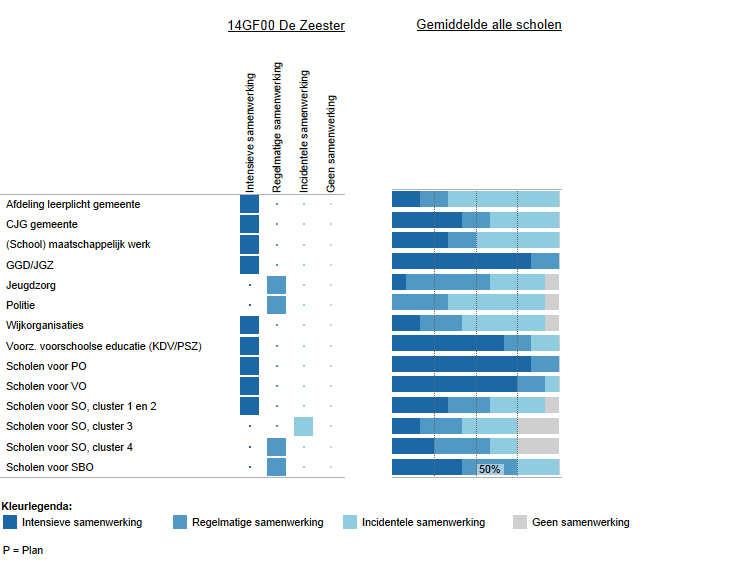 14GF00 De Zeester
Gemiddelde alle scholen
Intensieve samenwerking
Regelmatige samenwerking
Incidentele samenwerking
Geen samenwerking
Afdeling leerplicht gemeente
CJG gemeente
(School) maatschappelijk werk
GGD/JGZ
Jeugdzorg
Politie
Wijkorganisaties
Voorz. voorschoolse educatie (KDV/PSZ)
Scholen voor PO
Scholen voor VO
Scholen voor SO, cluster 1 en 2
Scholen voor SO, cluster 3
Scholen voor SO, cluster 4
Scholen voor SBO
50%
Kleurlegenda:
Intensieve samenwerking
Regelmatige samenwerking
Incidentele samenwerking
Geen samenwerking
P = Plan